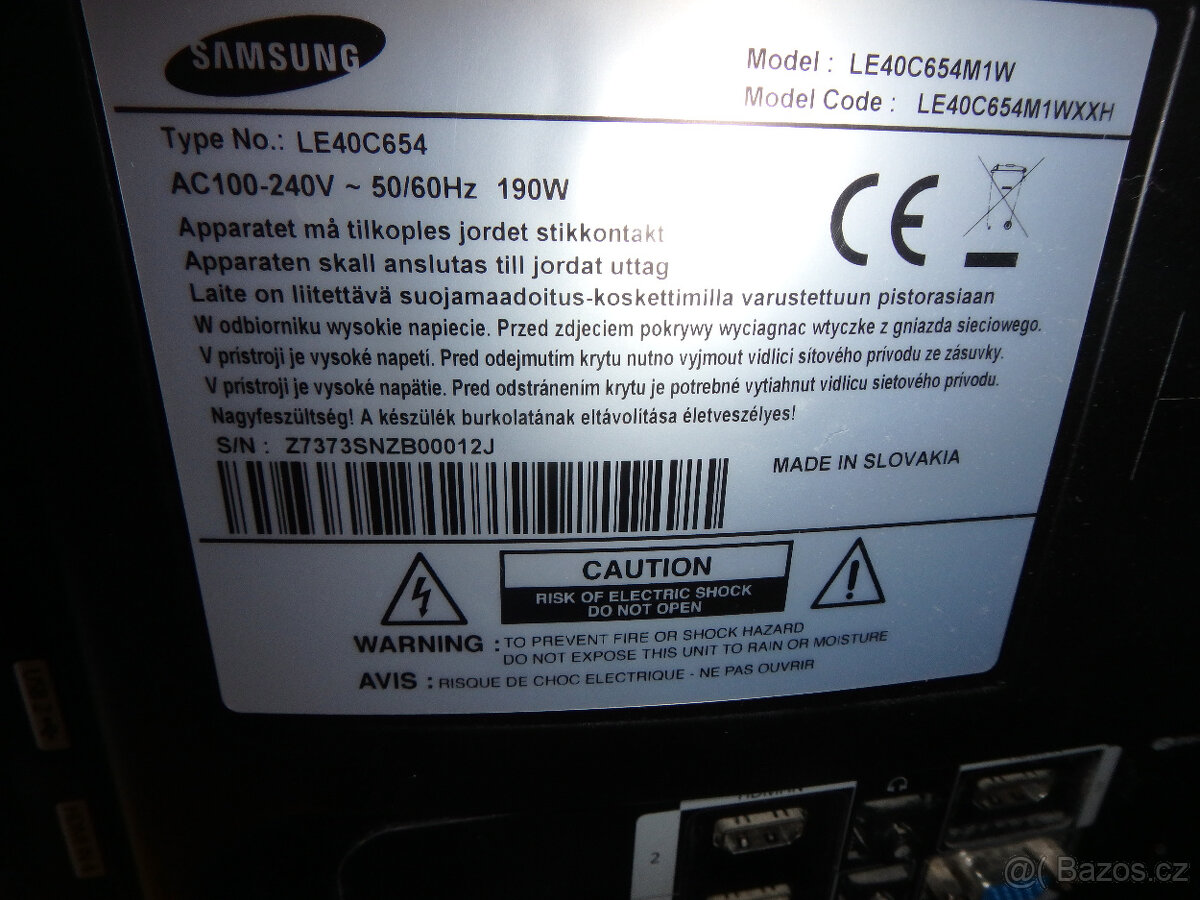 SAMSUNG
Model : LE40C654M1W
Model Code : LE40C654M1WXXH
Type No.: LE40C654
AC100-240V ~ 50/60Hz 190W
Apparatet må tilkoples jordet stikkontakt
Apparaten skall anslutas till jordat uttag
Laite on liitettävä suojamaadoitus-koskettimilla varustettuun pistorasiaan
W odbiorniku wysokie napiecie. Przed zdjeciem pokrywy wyciagnac wtyczke z gniazda sieciowego.
V prístroji je vysoké napetí. Pred odejmutím krytu nutno vyjmout vidlici sítového prívodu ze zásuvky.
V prístroji je vysoké napätie. Pred odstránením krytu je potrebné vytiahnut vidlicu sietového prívodu.
Nagyfeszültség! A készülék burkolatának eltávolítása életveszélyes!
S/N : Z7373SNZB00012J
MADE IN SLOVAKIA
CE
CAUTION
RISK OF ELECTRIC SHOCK
DO NOT OPEN
WARNING : TO PREVENT FIRE OR SHOCK HAZARD
DO NOT EXPOSE THIS UNIT TO RAIN OR MOISTURE
AVIS : RISQUE DE CHOC ELECTRIQUE - NE PAS OUVRIR
2
@( Bazos.cz